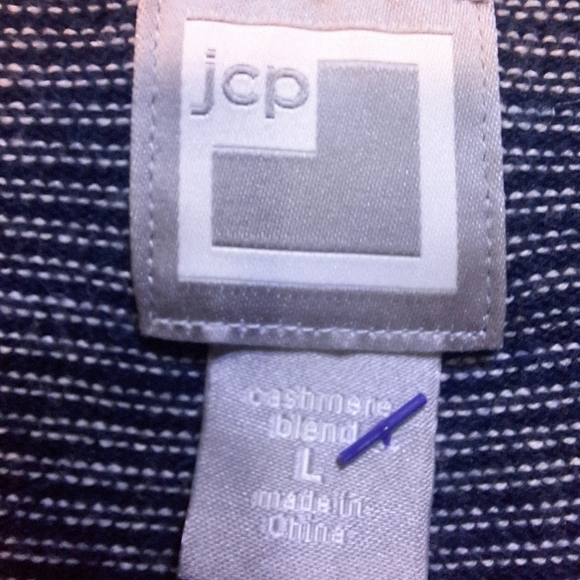 jcp
cashmere
blend
L
made in
China